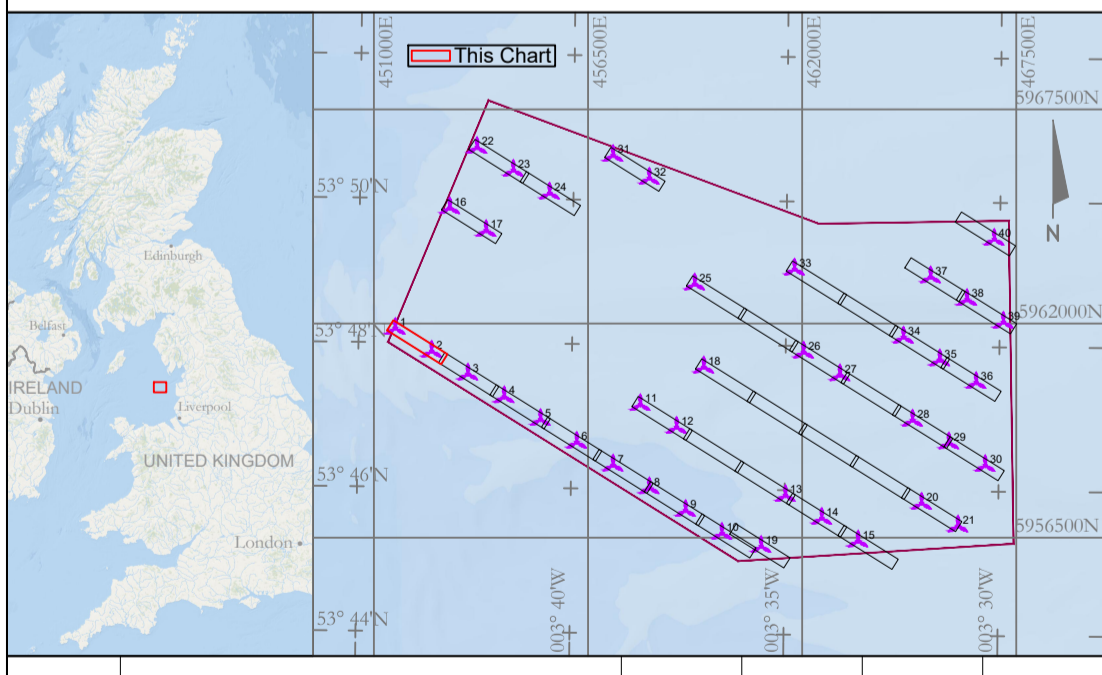 Edinburgh
Belfast
IRELAND
Dublin
Liverpool
UNITED KINGDOM
London
This Chart
451000E
456500E
462000E
467500E
5967500N
53° 50'N
N
53° 48'N
5962000N
53° 46'N
5956500N
53° 44'N
003° 40'W
003° 35'W
003° 30'W
1
2
3
4
5
6
7
8
9
10
11
12
13
14
15
16
17
18
19
20
21
22
23
24
25
26
27
28
29
30
31
32
33
34
35
36
37
38
39
40